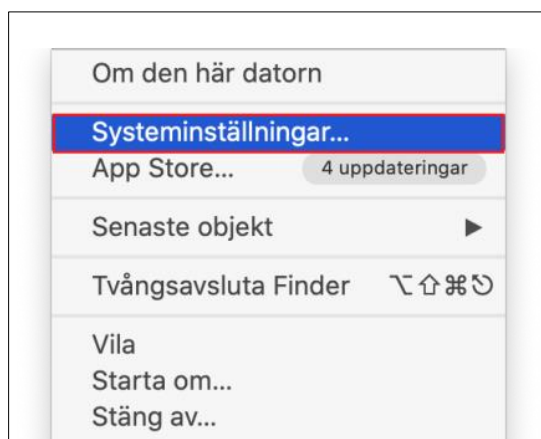 Om den här datorn
Systeminställningar...
App Store... 4 uppdateringar
Senaste objekt ▶
Tvångsavsluta Finder ⌥⇧⌘⎋
Vila
Starta om...
Stäng av...